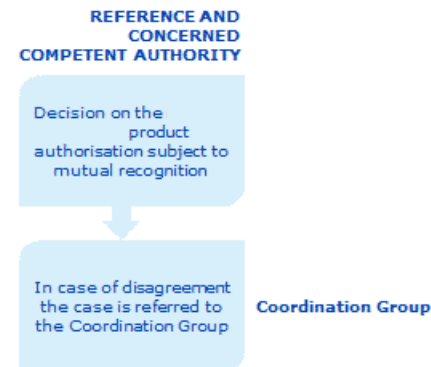 REFERENCE AND
CONCERNED
COMPETENT AUTHORITY
Decision on the
product
authorisation subject to
mutual recognition
In case of disagreement
the case is referred to
the Coordination Group
Coordination Group